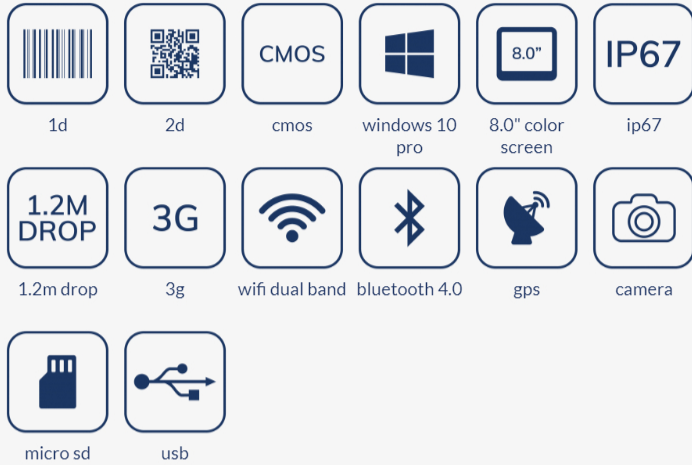 CMOS
8.0”
IP67
1d
2d
cmos
windows 10
pro
8.0" color
screen
ip67
1.2M
DROP
3G
1.2m drop
3g
wifi dual band
bluetooth 4.0
gps
camera
micro sd
usb